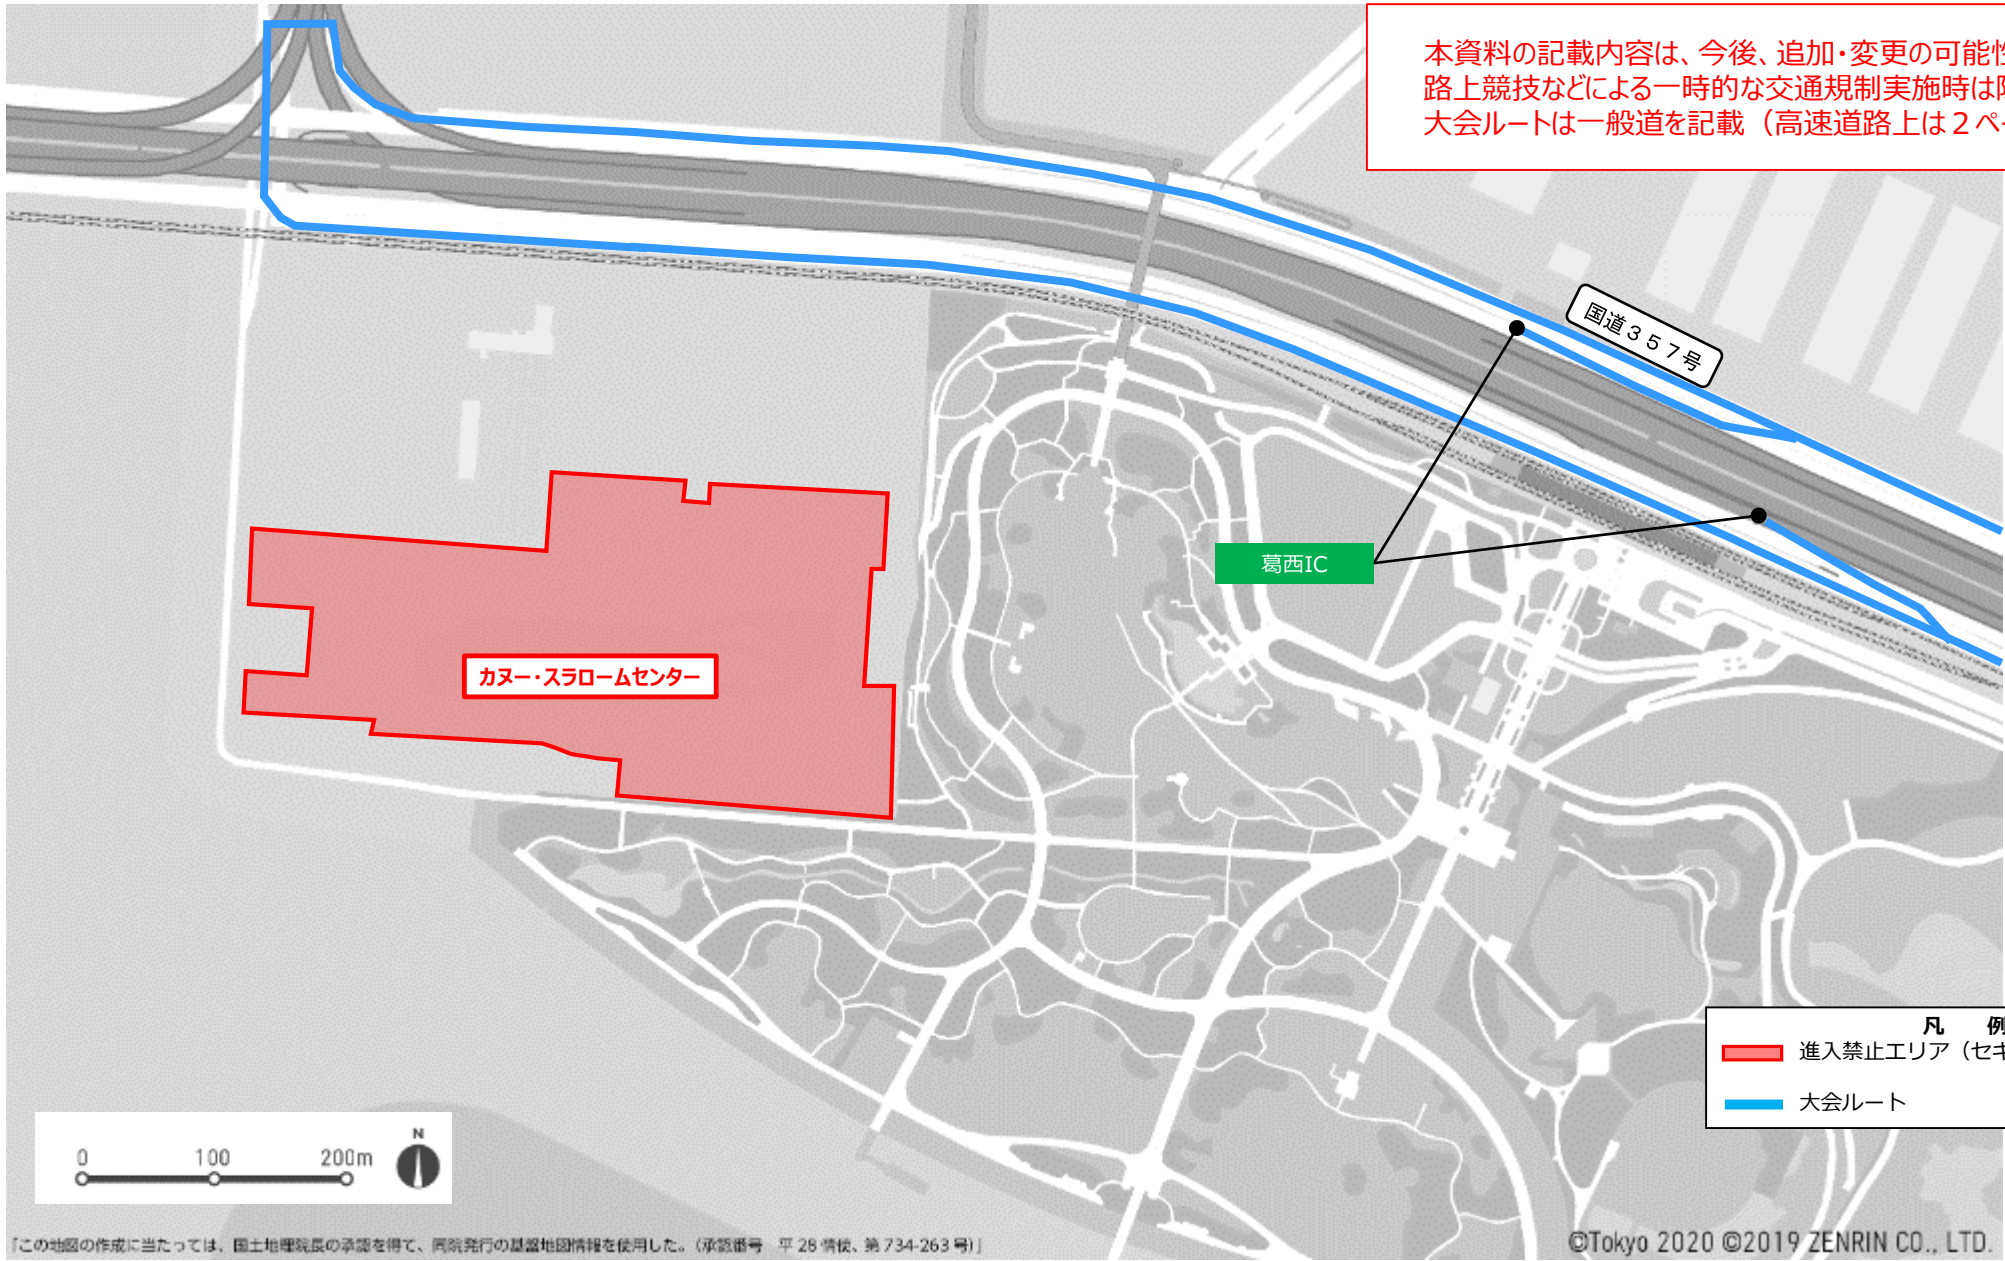 本資料の記載内容は、今後、追加・変更の可能性
路上競技などによる一時的な交通規制実施時は
大会ルートは一般道を記載（高速道路上は２ペー
国道３５７号
葛西IC
カヌー・スラロームセンター
凡　例
進入禁止エリア（セキ
大会ルート
0 100 200m
N
「この地図の作成に当たっては、国土地理院長の承認を得て、同院発行の基盤地図情報を使用した。（承認番号　平 28 情使、第 734-263 号）」
©Tokyo 2020 ©2019 ZENRIN CO., LTD.